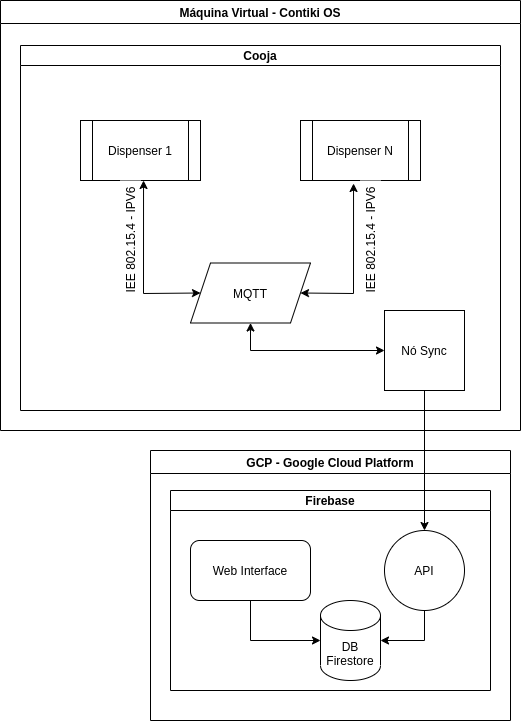 Máquina Virtual - Contiki OS
Cooja
Dispenser 1
Dispenser N
IEE 802.15.4 - IPV6
IEE 802.15.4 - IPV6
MQTT
Nó Sync
GCP - Google Cloud Platform
Firebase
Web Interface
API
DB
Firestore